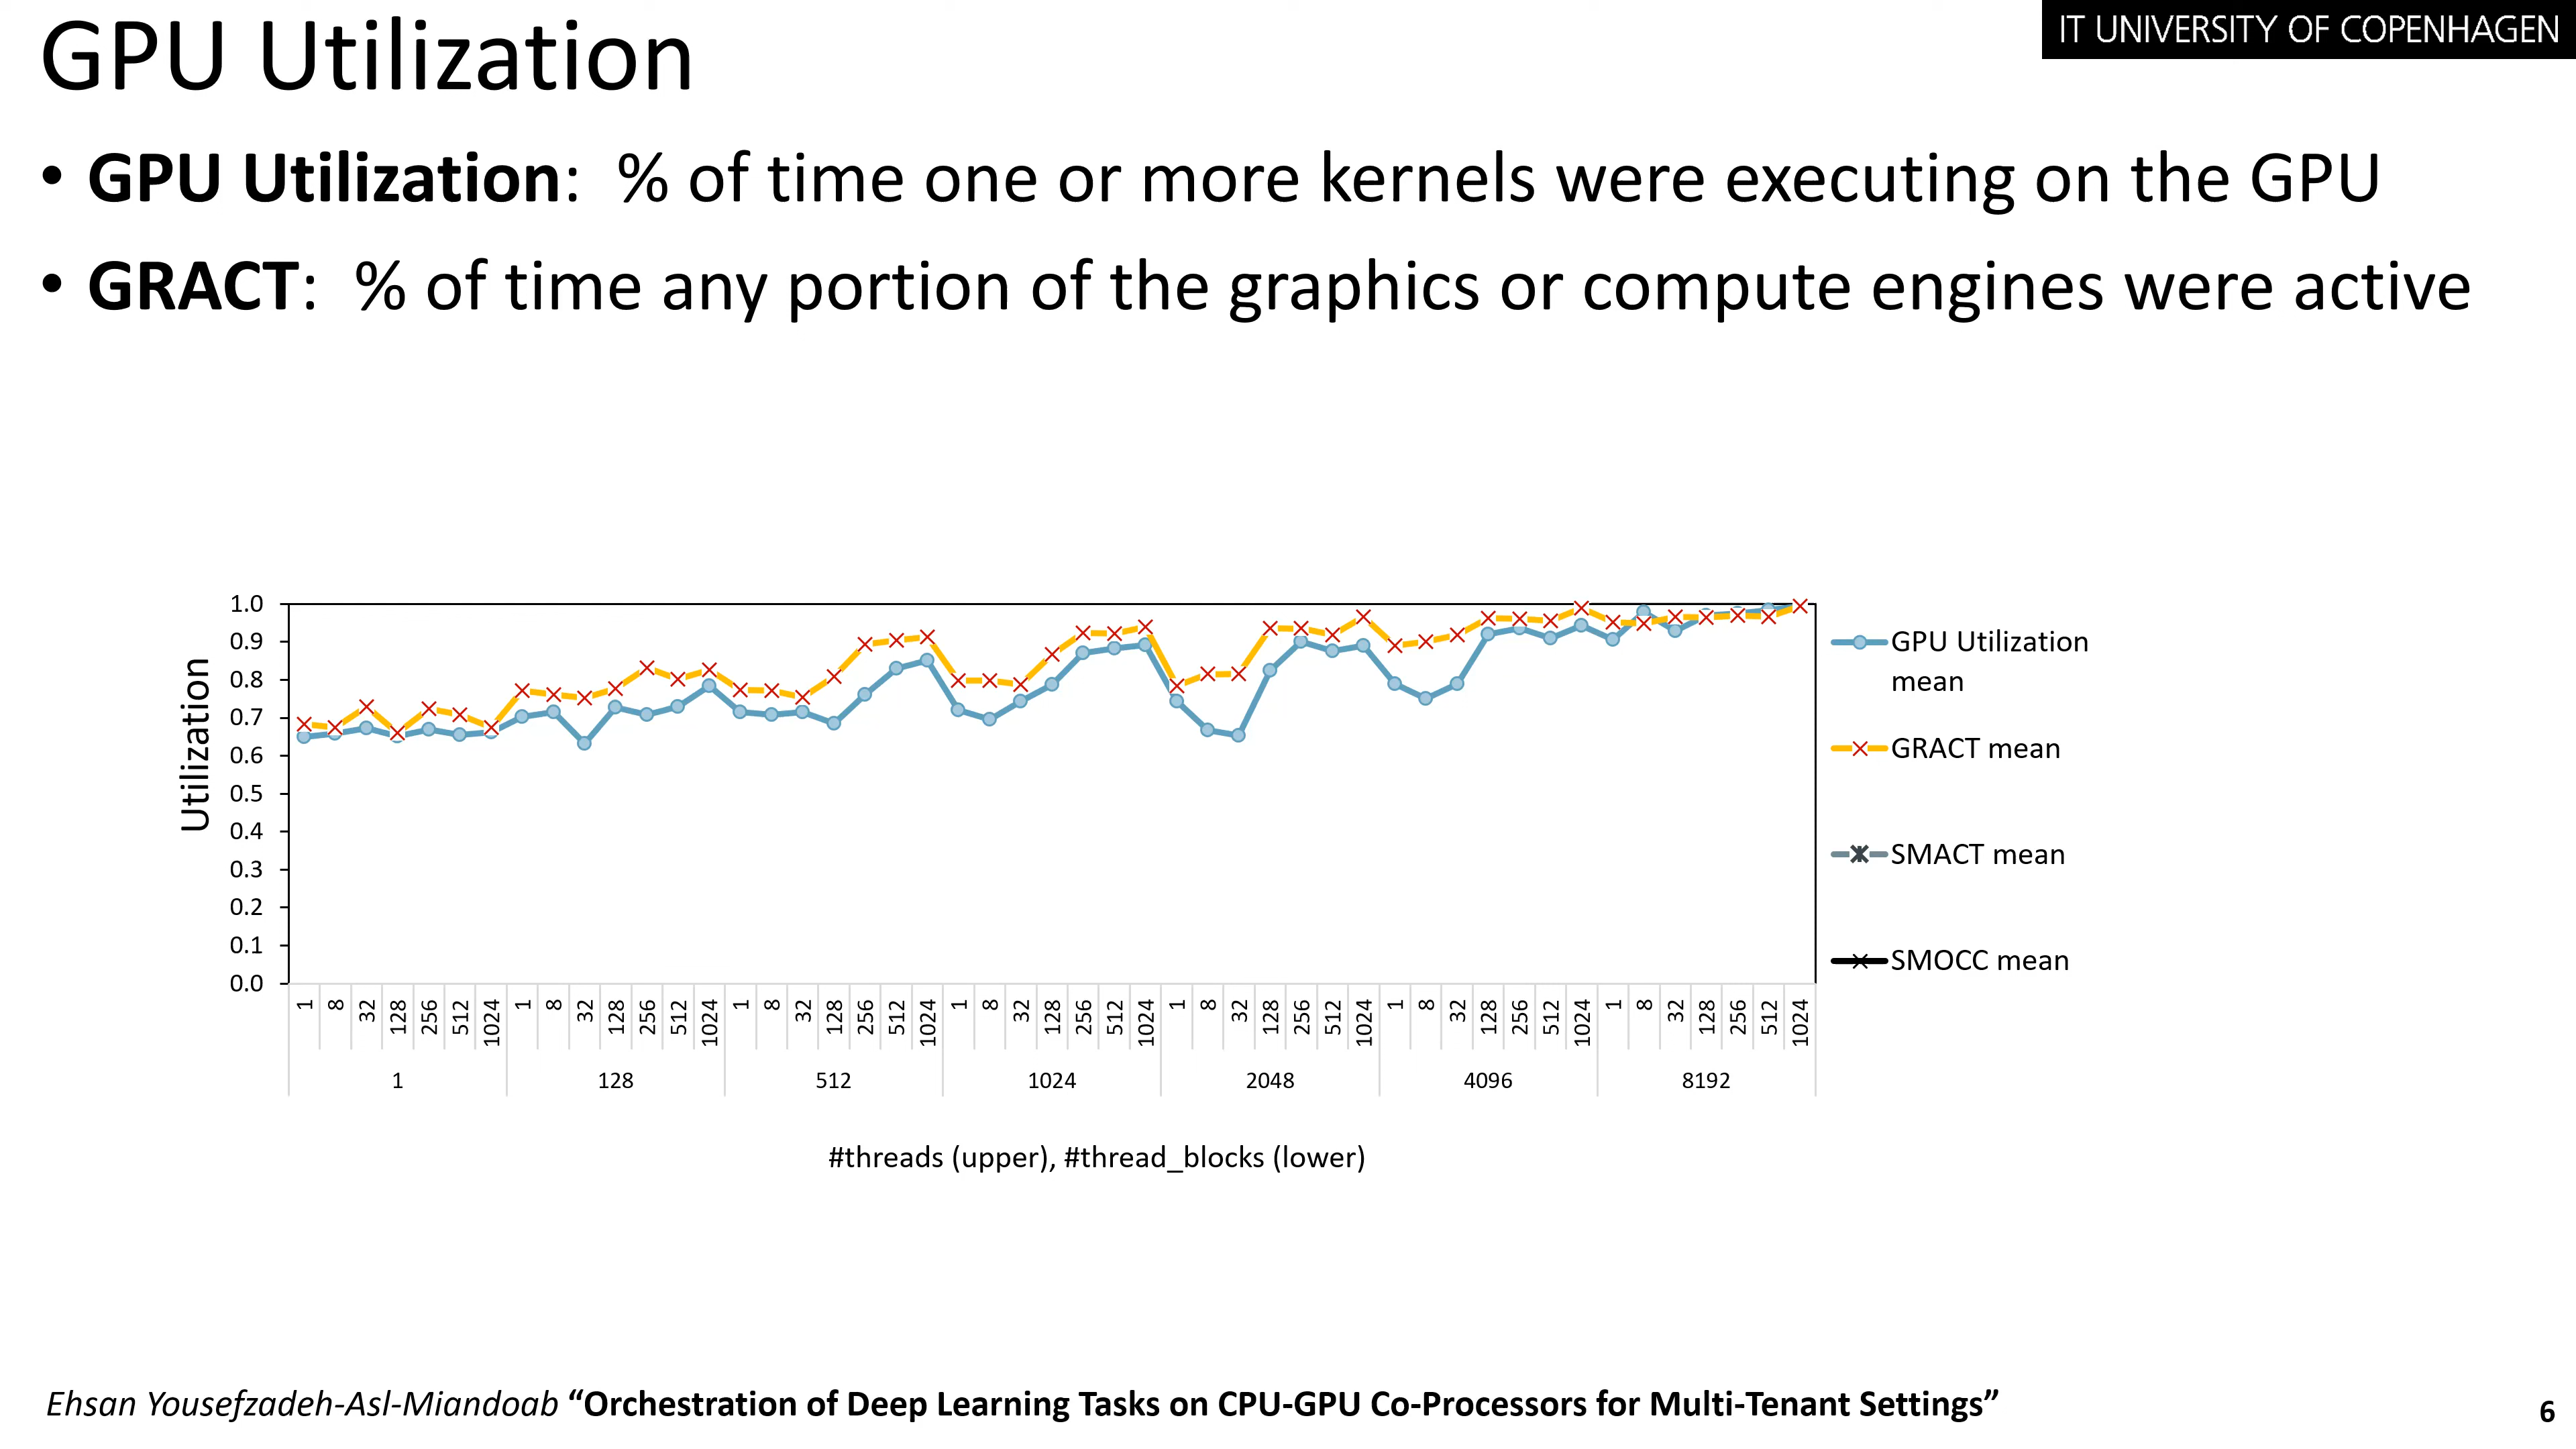 GPU Utilization
IT UNIVERSITY OF COPENHAGEN
• GPU Utilization: % of time one or more kernels were executing on the GPU
• GRACT: % of time any portion of the graphics or compute engines were active
Utilization
1.0
0.9
0.8
0.7
0.6
0.5
0.4
0.3
0.2
0.1
0.0
1 8 32 128 256 512 1024 1 8 32 128 256 512 1024 1 8 32 128 256 512 1024 1 8 32 128 256 512 1024 1 8 32 128 256 512 1024 1 8 32 128 256 512 1024 1 8 32 128 256 512 1024
1 128 512 1024 2048 4096 8192
#threads (upper), #thread_blocks (lower)
GPU Utilization
mean
GRACT mean
SMACT mean
SMOCC mean
Ehsan Yousefzadeh-Asl-Miandoab “Orchestration of Deep Learning Tasks on CPU-GPU Co-Processors for Multi-Tenant Settings”
6